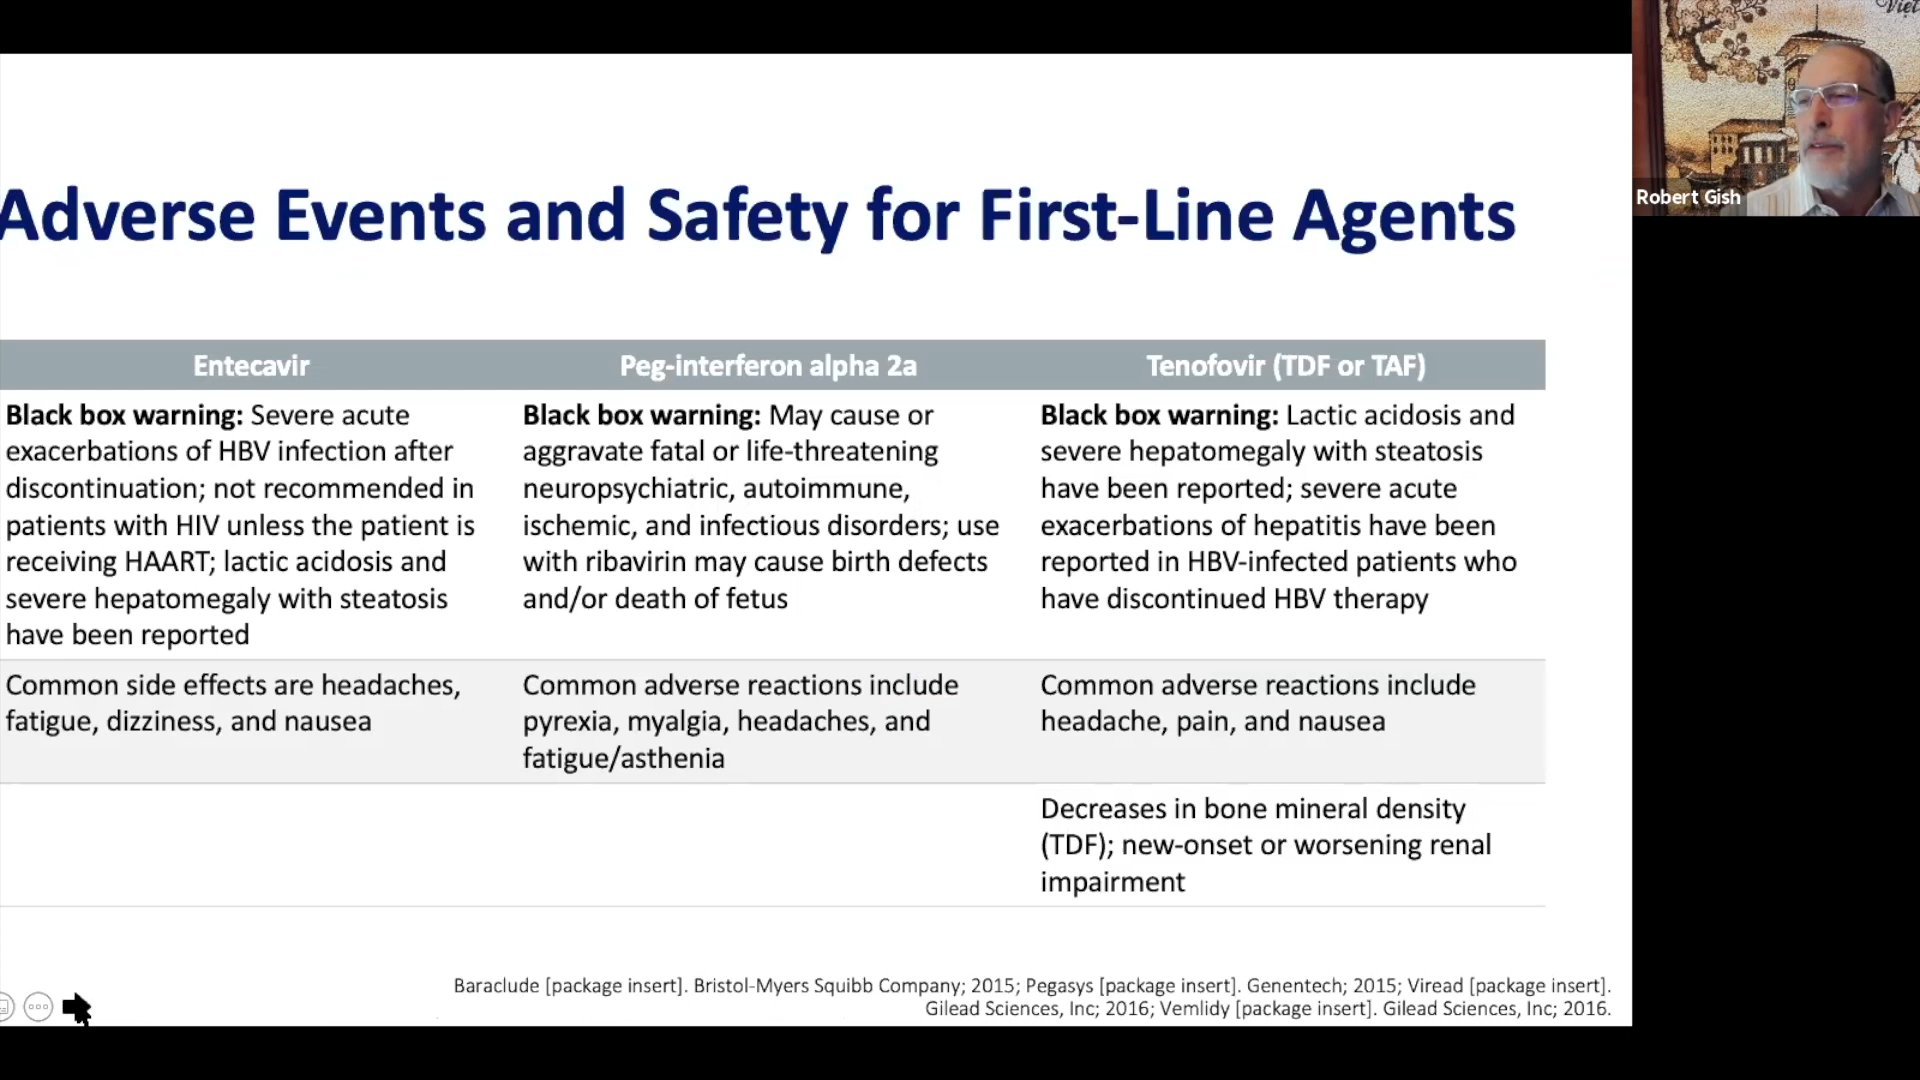 Việt
Robert Gish
Adverse Events and Safety for First-Line Agents
Entecavir
Peg-interferon alpha 2a
Tenofovir (TDF or TAF)
Black box warning: Severe acute
exacerbations of HBV infection after
discontinuation; not recommended in
patients with HIV unless the patient is
receiving HAART; lactic acidosis and
severe hepatomegaly with steatosis
have been reported
Black box warning: May cause or
aggravate fatal or life-threatening
neuropsychiatric, autoimmune,
ischemic, and infectious disorders; use
with ribavirin may cause birth defects
and/or death of fetus
Black box warning: Lactic acidosis and
severe hepatomegaly with steatosis
have been reported; severe acute
exacerbations of hepatitis have been
reported in HBV-infected patients who
have discontinued HBV therapy
Common side effects are headaches,
fatigue, dizziness, and nausea
Common adverse reactions include
pyrexia, myalgia, headaches, and
fatigue/asthenia
Common adverse reactions include
headache, pain, and nausea
Decreases in bone mineral density
(TDF); new-onset or worsening renal
impairment
Baraclude [package insert]. Bristol-Myers Squibb Company; 2015; Pegasys [package insert]. Genentech; 2015; Viread [package insert].
Gilead Sciences, Inc; 2016; Vemlidy [package insert]. Gilead Sciences, Inc; 2016.